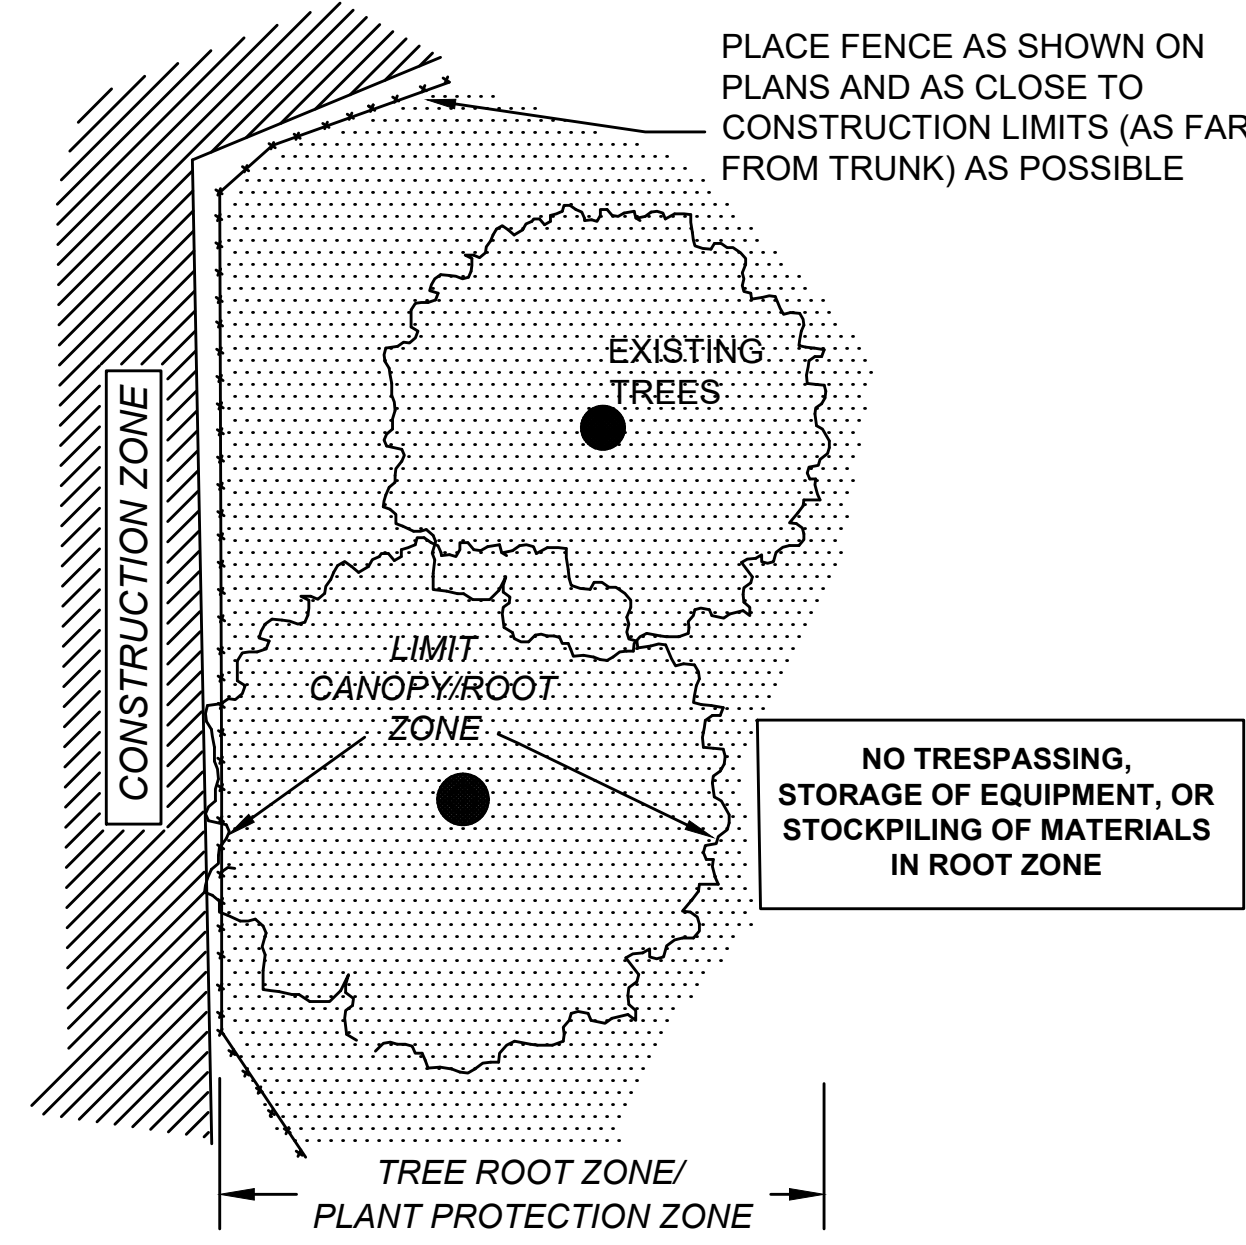 PLACE FENCE AS SHOWN ON
PLANS AND AS CLOSE TO
CONSTRUCTION LIMITS (AS FAR
FROM TRUNK) AS POSSIBLE
EXISTING
TREES
CONSTRUCTION ZONE
LIMIT
CANOPY/ROOT
ZONE
NO TRESPASSING,
STORAGE OF EQUIPMENT, OR
STOCKPILING OF MATERIALS
IN ROOT ZONE
TREE ROOT ZONE/
PLANT PROTECTION ZONE